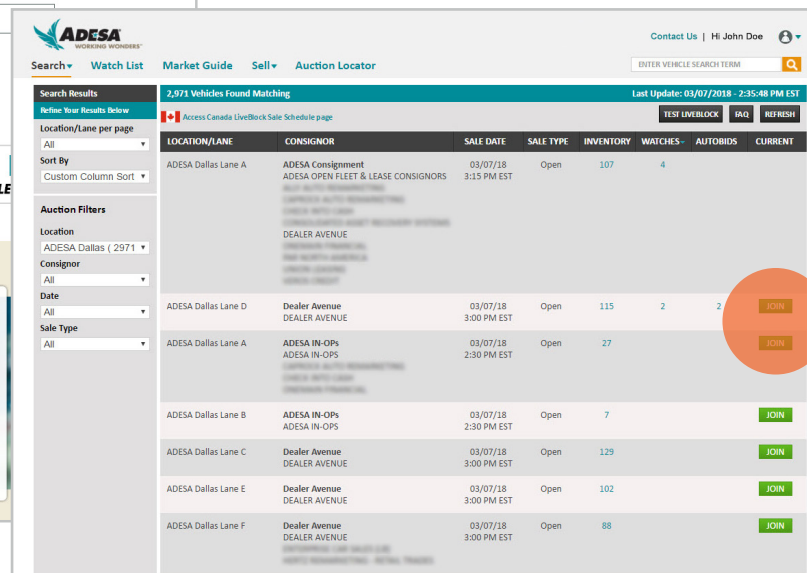 LE
ADESA
WORKING WONDERS
Contact Us | Hi John Doe
Search Watch List Market Guide Sell Auction Locator
ENTER VEHICLE SEARCH TERM
Search Results
Refine Your Results Below
Location/Lane per page
All
Sort By
Custom Column Sort
Auction Filters
Location
ADESA Dallas ( 2971
Consignor
All
Date
All
Sale Type
All
2,971 Vehicles Found Matching Last Update: 03/07/2018 - 2:35:48 PM EST
Access Canada LiveBlock Sale Schedule page TEST LIVEBLOCK FAQ REFRESH
LOCATION/LANE CONSIGNOR SALE DATE SALE TYPE INVENTORY WATCHES- AUTOBIDS CURRENT
ADESA Dallas Lane A ADESA Consignment 03/07/18 Open 107 4
ADESA OPEN FLEET & LEASE CONSIGNORS 3:15 PM EST
DEALER AVENUE
ADESA Dallas Lane D Dealer Avenue 03/07/18 Open 115 2 2 JOIN
DEALER AVENUE 3:00 PM EST
ADESA Dallas Lane A ADESA IN-OPs 03/07/18 Open 27 JOIN
ADESA IN-OPS 2:30 PM EST
ADESA Dallas Lane B ADESA IN-OPs 03/07/18 Open 7 JOIN
ADESA IN-OPS 2:30 PM EST
ADESA Dallas Lane C Dealer Avenue 03/07/18 Open 129 JOIN
DEALER AVENUE 3:00 PM EST
ADESA Dallas Lane E Dealer Avenue 03/07/18 Open 102 JOIN
DEALER AVENUE 3:00 PM EST
ADESA Dallas Lane F Dealer Avenue 03/07/18 Open 88 JOIN
DEALER AVENUE 3:00 PM EST